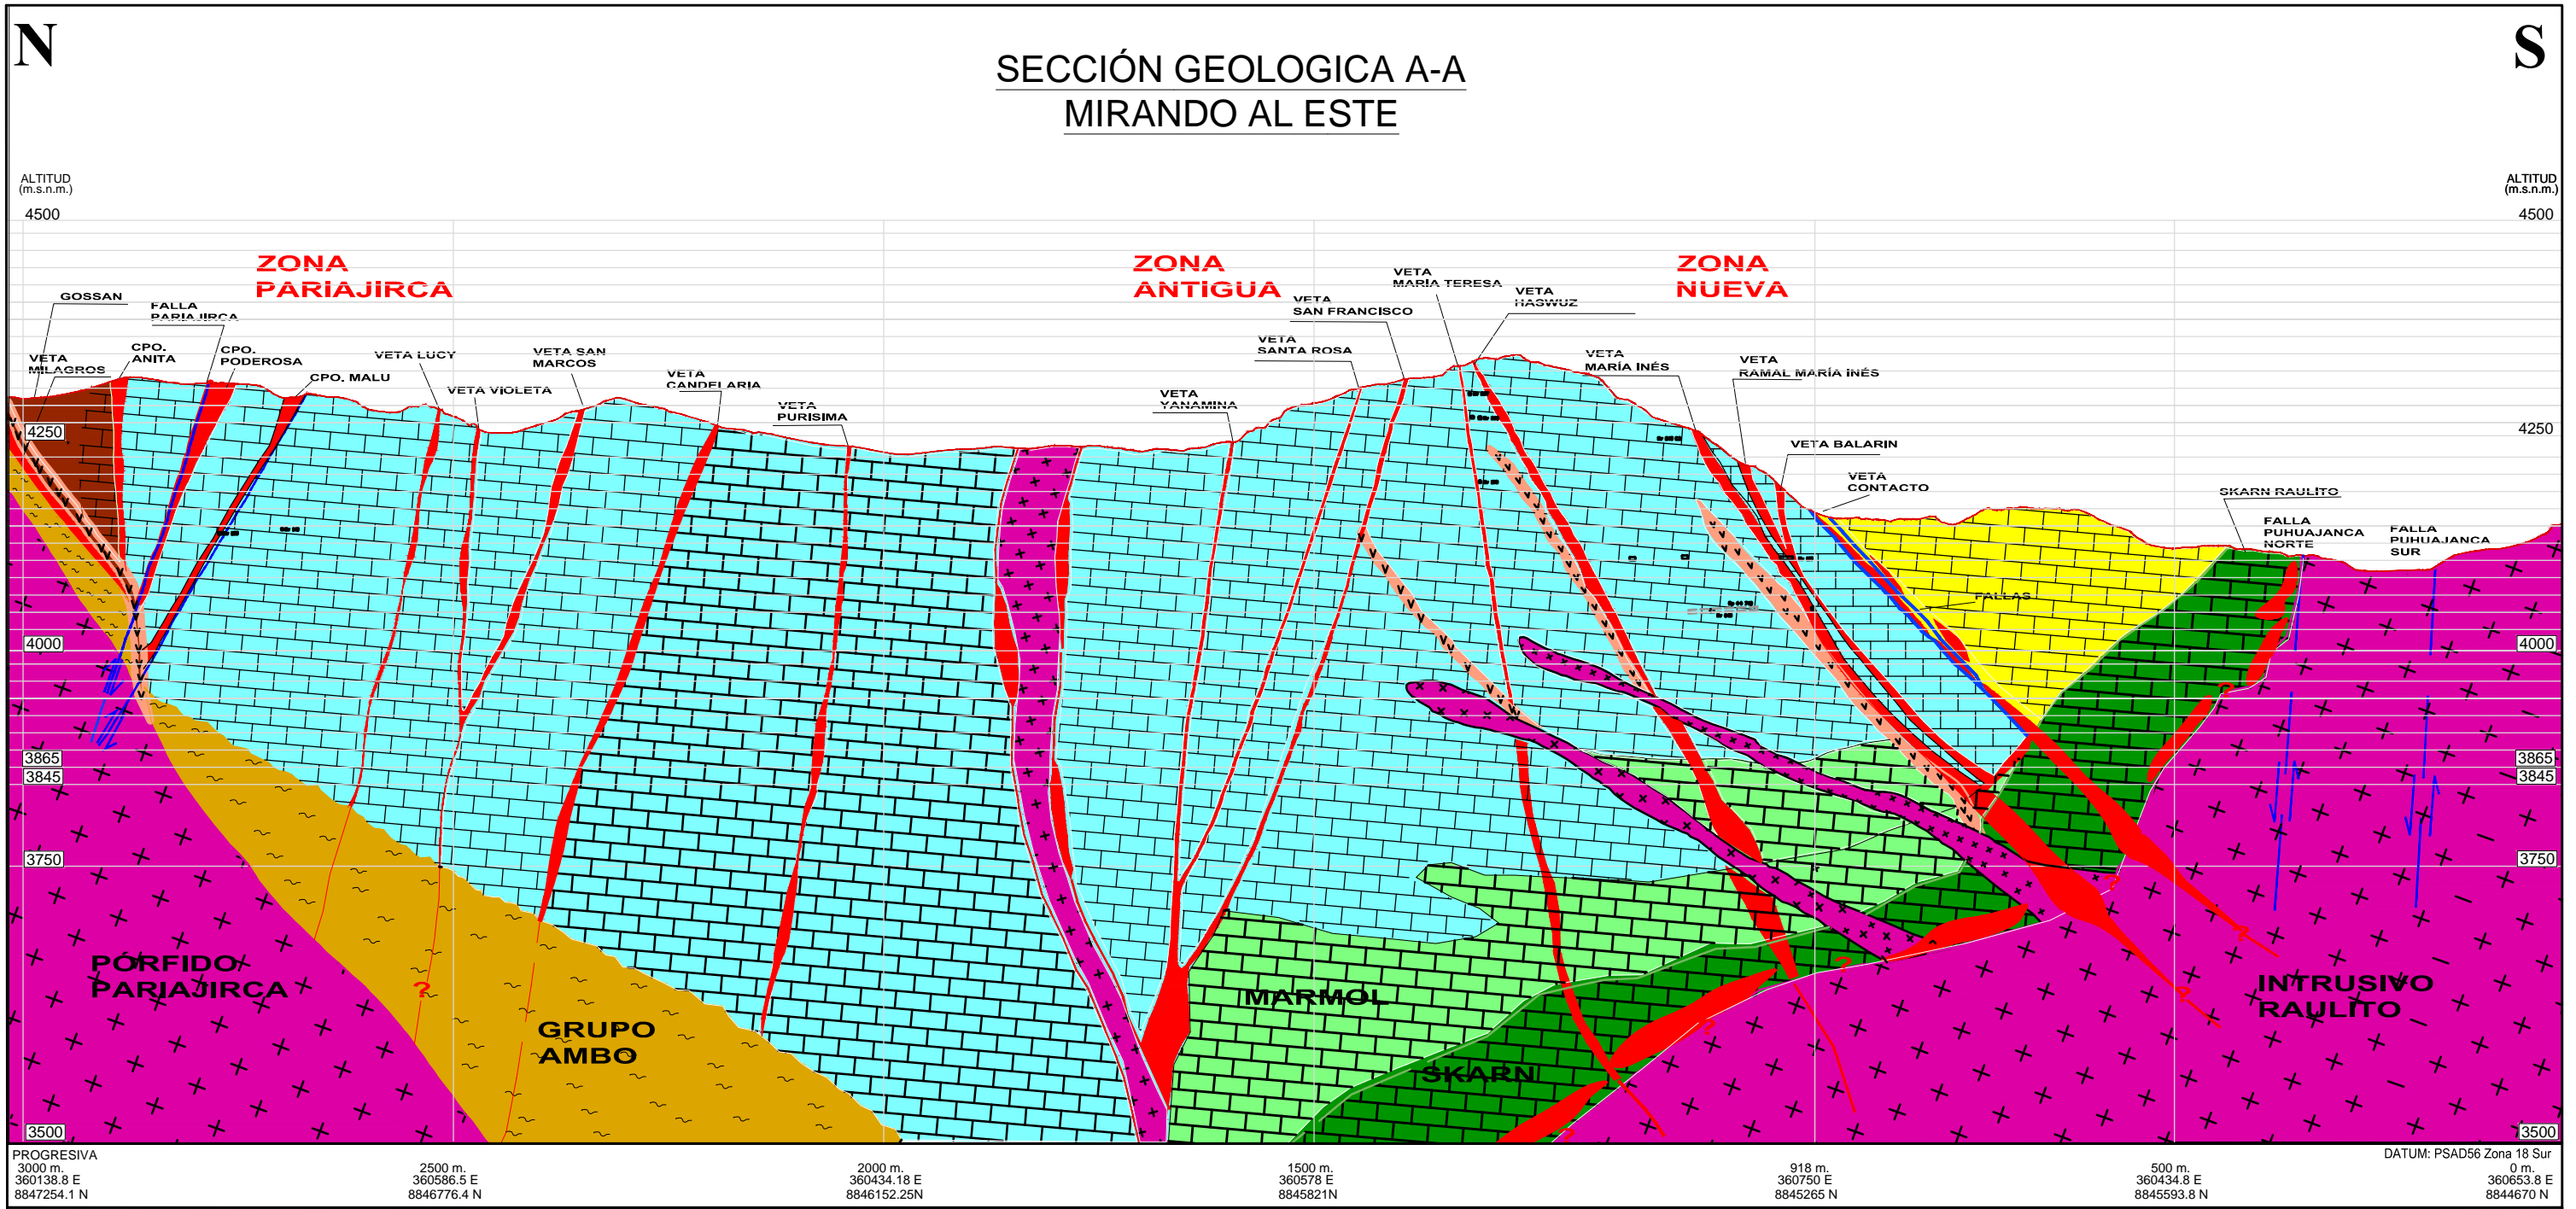 N
S
SECCIÓN GEOLOGICA A-A
MIRANDO AL ESTE
ALTITUD
(m.s.n.m.)
4500
ALTITUD
(m.s.n.m.)
4500
ZONA
PARIAJIRCA
ZONA
ANTIGUA
ZONA
NUEVA
GOSSAN
FALLA
PARIAJIRCA
VETA
MILAGROS
CPO.
ANITA
CPO.
PODEROSA
CPO. MALU
VETA LUCY
VETA VIOLETA
VETA SAN
MARCOS
VETA
CANDELARIA
VETA
PURISIMA
VETA
YANAMINA
VETA
SANTA ROSA
VETA
SAN FRANCISCO
VETA
MARÍA TERESA
VETA
HASWUZ
VETA
MARÍA INÉS
VETA
RAMAL MARÍA INÉS
VETA BALARIN
VETA
CONTACTO
SKARN RAULITO
FALLA
PUHUAJANCA
NORTE
FALLA
PUHUAJANCA
SUR
FALLAS
4250
4250
4000
4000
3865
3845
3865
3845
3750
3750
?
?
?
?
?
?
?
?
PÓRFIDO
PARIAJIRCA
GRUPO
AMBO
MARMOL
SKARN
INTRUSIVO
RAULITO
3500
3500
PROGRESIVA
DATUM: PSAD56 Zona 18 Sur
3000 m.
360138.8 E
8847254.1 N
2500 m.
360586.5 E
8846776.4 N
2000 m.
360434.18 E
8846152.25N
1500 m.
360578 E
8845821N
918 m.
360750 E
8845265 N
500 m.
360434.8 E
8845593.8 N
0 m.
360653.8 E
8844670 N